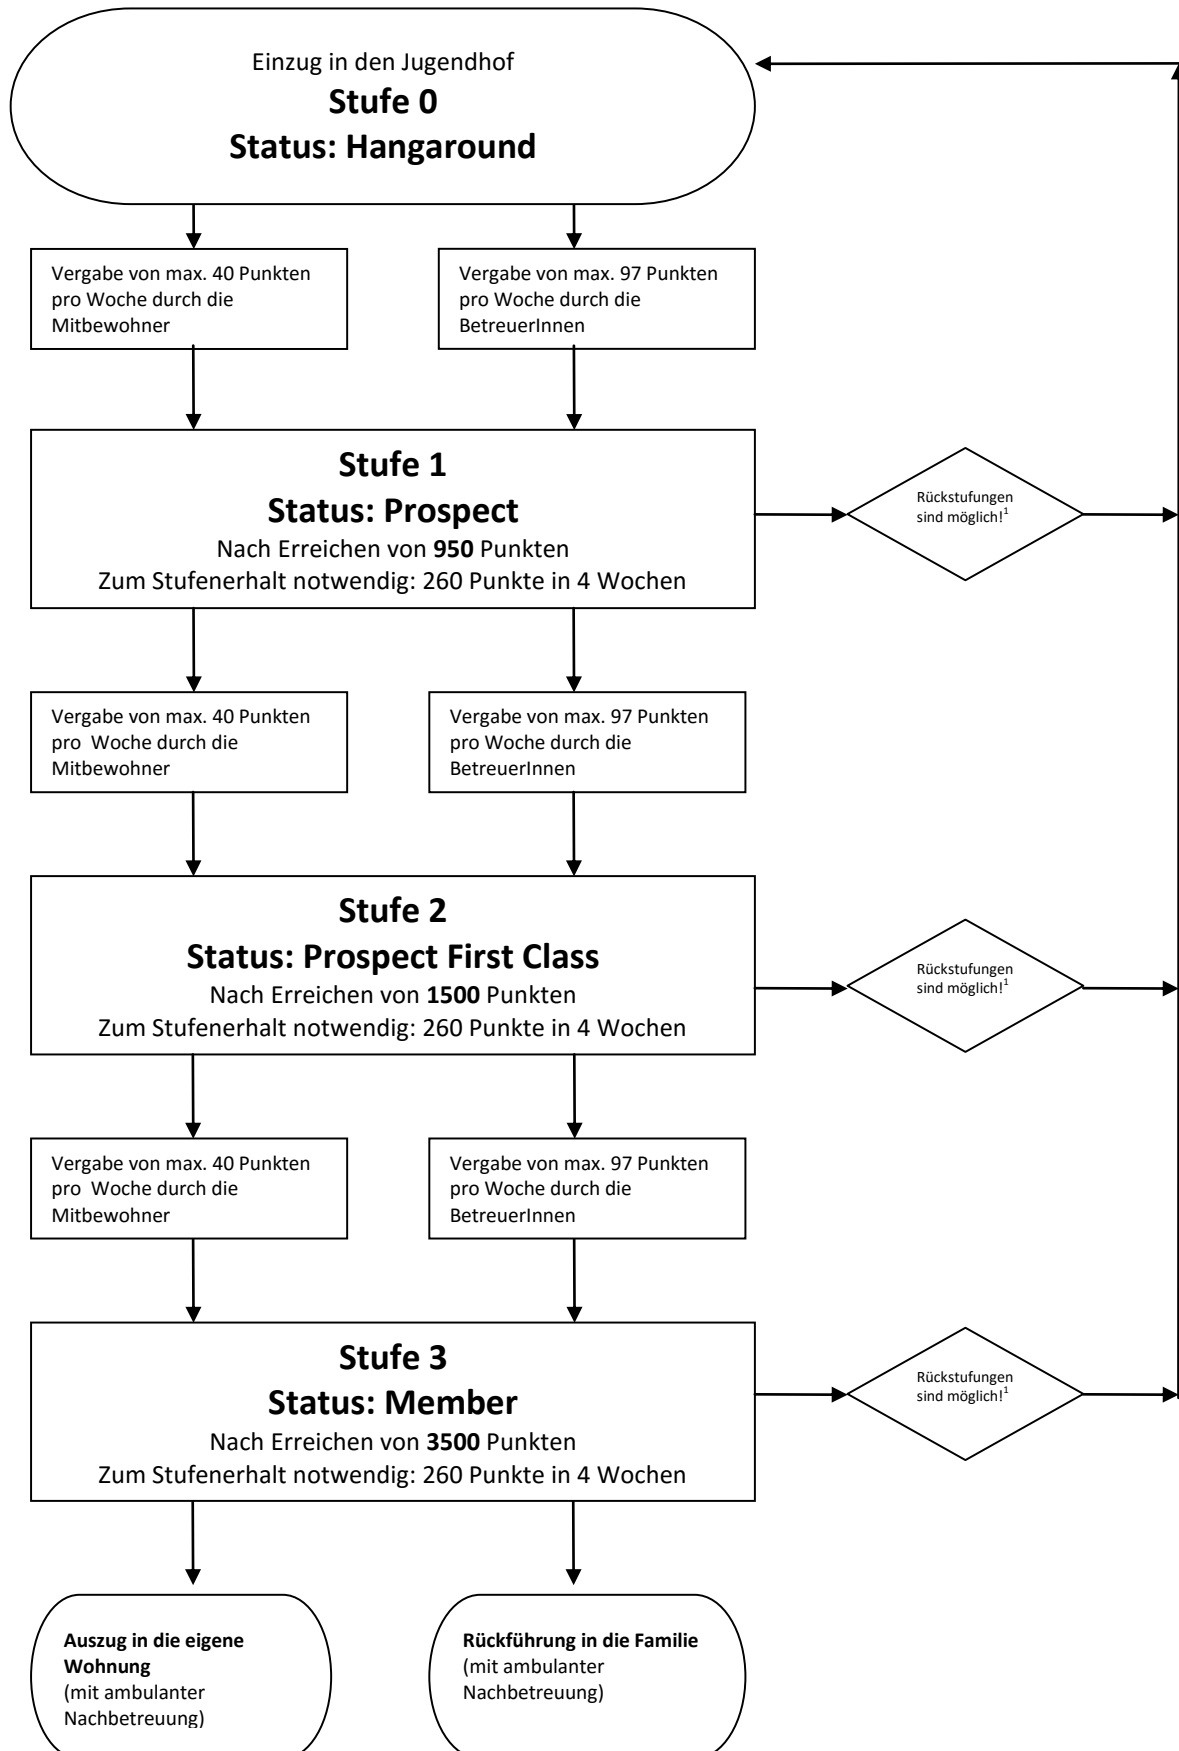 Einzug in den Jugendhof
Stufe 0
Status: Hangaround
Vergabe von max. 40 Punkten
pro Woche durch die
Mitbewohner
Vergabe von max. 97 Punkten
pro Woche durch die
BetreuerInnen
Stufe 1
Status: Prospect
Nach Erreichen von 950 Punkten
Zum Stufenerhalt notwendig: 260 Punkte in 4 Wochen
Rückstufungen
sind möglich!¹
Vergabe von max. 40 Punkten
pro  Woche durch die
Mitbewohner
Vergabe von max. 97 Punkten
pro Woche durch die
BetreuerInnen
Stufe 2
Status: Prospect First Class
Nach Erreichen von 1500 Punkten
Zum Stufenerhalt notwendig: 260 Punkte in 4 Wochen
Rückstufungen
sind möglich!¹
Vergabe von max. 40 Punkten
pro  Woche durch die
Mitbewohner
Vergabe von max. 97 Punkten
pro Woche durch die
BetreuerInnen
Stufe 3
Status: Member
Nach Erreichen von 3500 Punkten
Zum Stufenerhalt notwendig: 260 Punkte in 4 Wochen
Rückstufungen
sind möglich!¹
Auszug in die eigene
Wohnung
(mit ambulanter
Nachbetreuung)
Rückführung in die Familie
(mit ambulanter
Nachbetreuung)